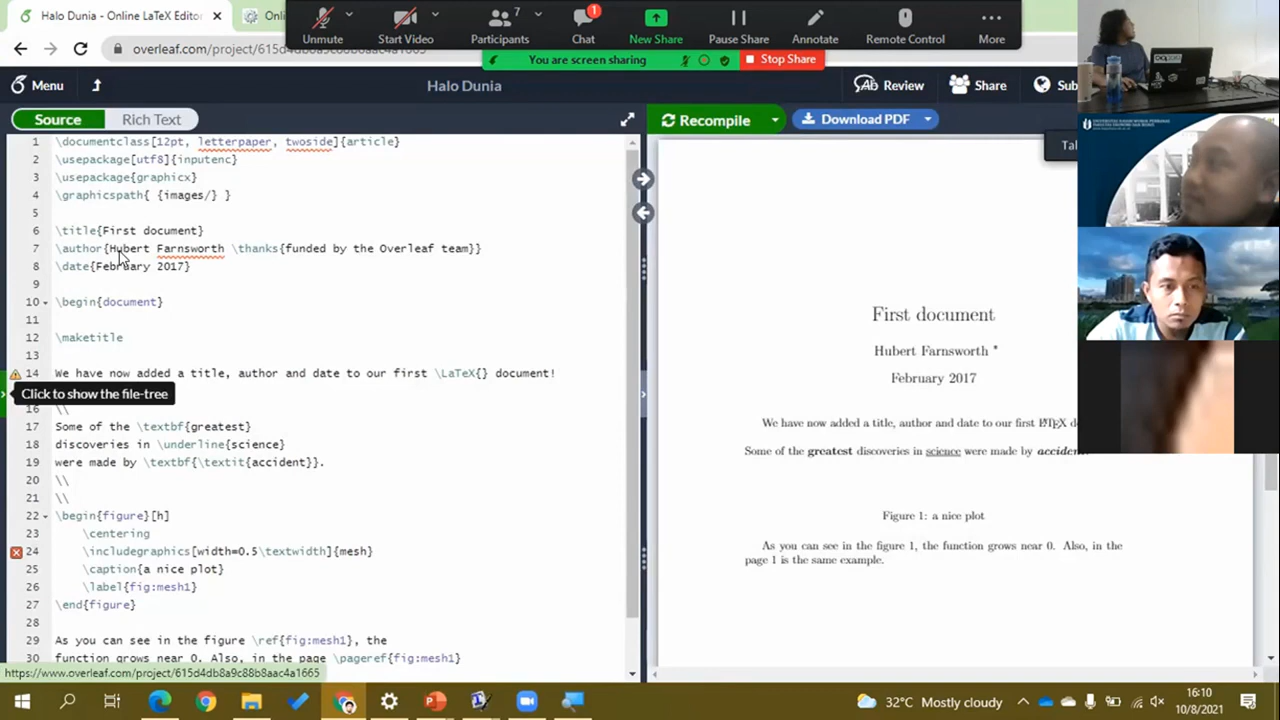 Halo Dunia - Online LaTeX Editor
Onli
overleaf.com/project/615d4db8a9c88b8aac4a1665
Unmute
Start Video
7
Participants
1
Chat
New Share
Pause Share
Annotate
Remote Control
More
You are screen sharing
Stop Share
Menu
Halo Dunia
Review
Share
Sub
Source
Rich Text
Recompile
Download PDF
Tal
1 \documentclass[12pt, letterpaper, twoside]{article}
2 \usepackage[utf8]{inputenc}
3 \usepackage{graphicx}
4 \graphicspath{ {images/} }
5
6 \title{First document}
7 \author{Hubert Farnsworth \thanks{funded by the Overleaf team}}
8 \date{February 2017}
9
10 \begin{document}
11
12 \maketitle
13
14 We have now added a title, author and date to our first \LaTeX{} document!
Click to show the file-tree
16 \\
17 Some of the \textbf{greatest}
18 discoveries in \underline{science}
19 were made by \textbf{\textit{accident}}.
20 \\
21 \\
22 \begin{figure}[h]
23 \centering
24 \includegraphics[width=0.5\textwidth]{mesh}
25 \caption{a nice plot}
26 \label{fig:mesh1}
27 \end{figure}
28
29 As you can see in the figure \ref{fig:mesh1}, the
30 function grows near 0. Also, in the page \pageref{fig:mesh1}
https://www.overleaf.com/project/615d4db8a9c88b8aac4a1665
First document
Hubert Farnsworth *
February 2017
We have now added a title, author and date to our first LATEX d
Some of the greatest discoveries in science were made by accident.
Figure 1: a nice plot
As you can see in the figure 1, the function grows near 0. Also, in the
page 1 is the same example.
32°C Mostly cloudy
16:10
10/8/2021